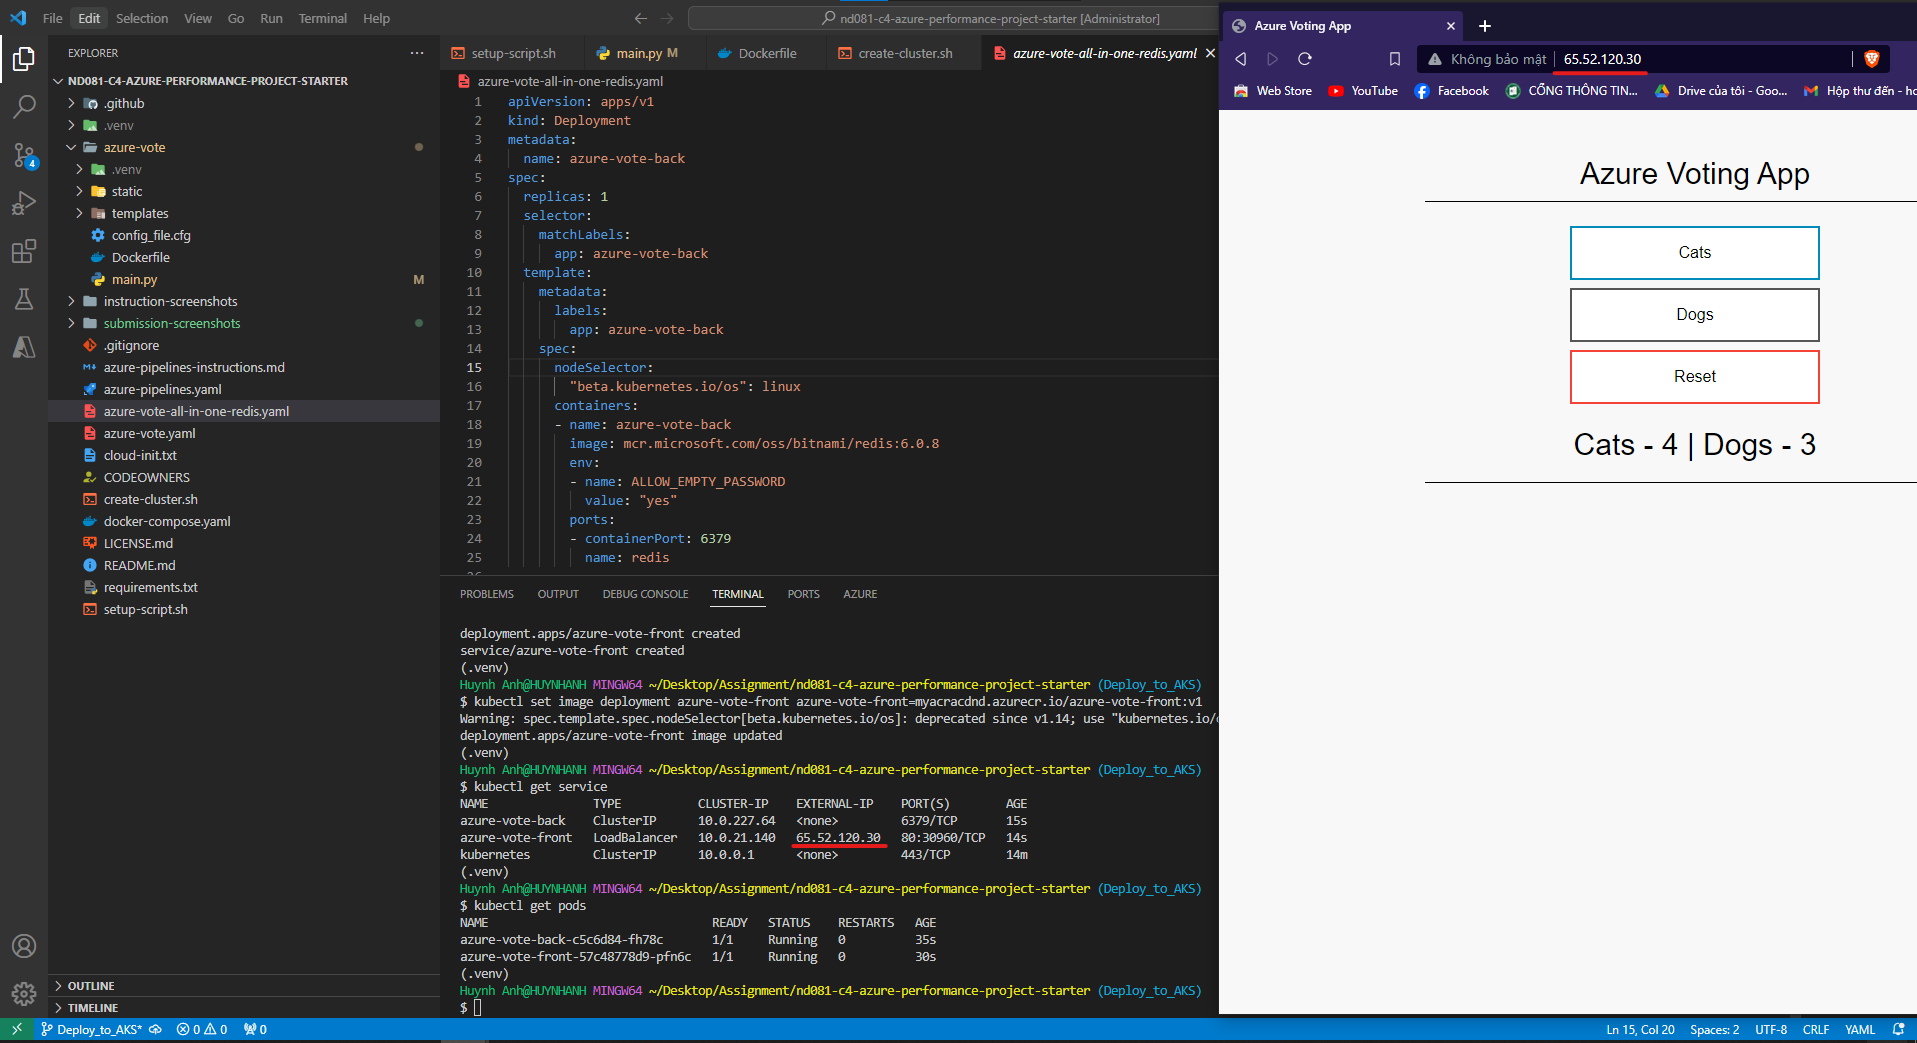 File Edit Selection View Go Run Terminal Help
nd081-c4-azure-performance-project-starter [Administrator]
EXPLORER
ND081-C4-AZURE-PERFORMANCE-PROJECT-STARTER
.github
.venv
azure-vote
.venv
static
templates
config_file.cfg
Dockerfile
main.py M
instruction-screenshots
submission-screenshots
.gitignore
azure-pipelines-instructions.md
azure-pipelines.yaml
azure-vote-all-in-one-redis.yaml
azure-vote.yaml
cloud-init.txt
CODEOWNERS
create-cluster.sh
docker-compose.yaml
LICENSE.md
README.md
requirements.txt
setup-script.sh
OUTLINE
TIMELINE
4
setup-script.sh main.py M Dockerfile create-cluster.sh azure-vote-all-in-one-redis.yaml
azure-vote-all-in-one-redis.yaml
1 apiVersion: apps/v1
2 kind: Deployment
3 metadata:
4 name: azure-vote-back
5 spec:
6 replicas: 1
7 selector:
8 matchLabels:
9 app: azure-vote-back
10 template:
11 metadata:
12 labels:
13 app: azure-vote-back
14 spec:
15 nodeSelector:
16 "beta.kubernetes.io/os": linux
17 containers:
18 - name: azure-vote-back
19 image: mcr.microsoft.com/oss/bitnami/redis:6.0.8
20 env:
21 - name: ALLOW_EMPTY_PASSWORD
22 value: "yes"
23 ports:
24 - containerPort: 6379
25 name: redis
PROBLEMS OUTPUT DEBUG CONSOLE TERMINAL PORTS AZURE
deployment.apps/azure-vote-front created
service/azure-vote-front created
(.venv)
Huynh Anh@HUYNHANH MINGW64 ~/Desktop/Assignment/nd081-c4-azure-performance-project-starter (Deploy_to_AKS)
$ kubectl set image deployment azure-vote-front azure-vote-front=myacracdnd.azurecr.io/azure-vote-front:v1
Warning: spec.template.spec.nodeSelector[beta.kubernetes.io/os]: deprecated since v1.14; use "kubernetes.io/
deployment.apps/azure-vote-front image updated
(.venv)
Huynh Anh@HUYNHANH MINGW64 ~/Desktop/Assignment/nd081-c4-azure-performance-project-starter (Deploy_to_AKS)
$ kubectl get service
NAME TYPE CLUSTER-IP EXTERNAL-IP PORT(S) AGE
azure-vote-back ClusterIP 10.0.227.64 <none> 6379/TCP 15s
azure-vote-front LoadBalancer 10.0.21.140 65.52.120.30 80:30960/TCP 14s
kubernetes ClusterIP 10.0.0.1 <none> 443/TCP 14m
(.venv)
Huynh Anh@HUYNHANH MINGW64 ~/Desktop/Assignment/nd081-c4-azure-performance-project-starter (Deploy_to_AKS)
$ kubectl get pods
NAME READY STATUS RESTARTS AGE
azure-vote-back-c5c6d84-fh78c 1/1 Running 0 35s
azure-vote-front-57c48778d9-pfn6c 1/1 Running 0 30s
(.venv)
Huynh Anh@HUYNHANH MINGW64 ~/Desktop/Assignment/nd081-c4-azure-performance-project-starter (Deploy_to_AKS)
$
Azure Voting App
Không bảo mật 65.52.120.30
Web Store YouTube Facebook CỔNG THÔNG TIN... Drive của tôi - Goo... Hộp thư đến - ho
Azure Voting App
Cats
Dogs
Reset
Cats - 4 | Dogs - 3
Deploy_to_AKS* 0 0 0 Ln 15, Col 20 Spaces: 2 UTF-8 CRLF YAML